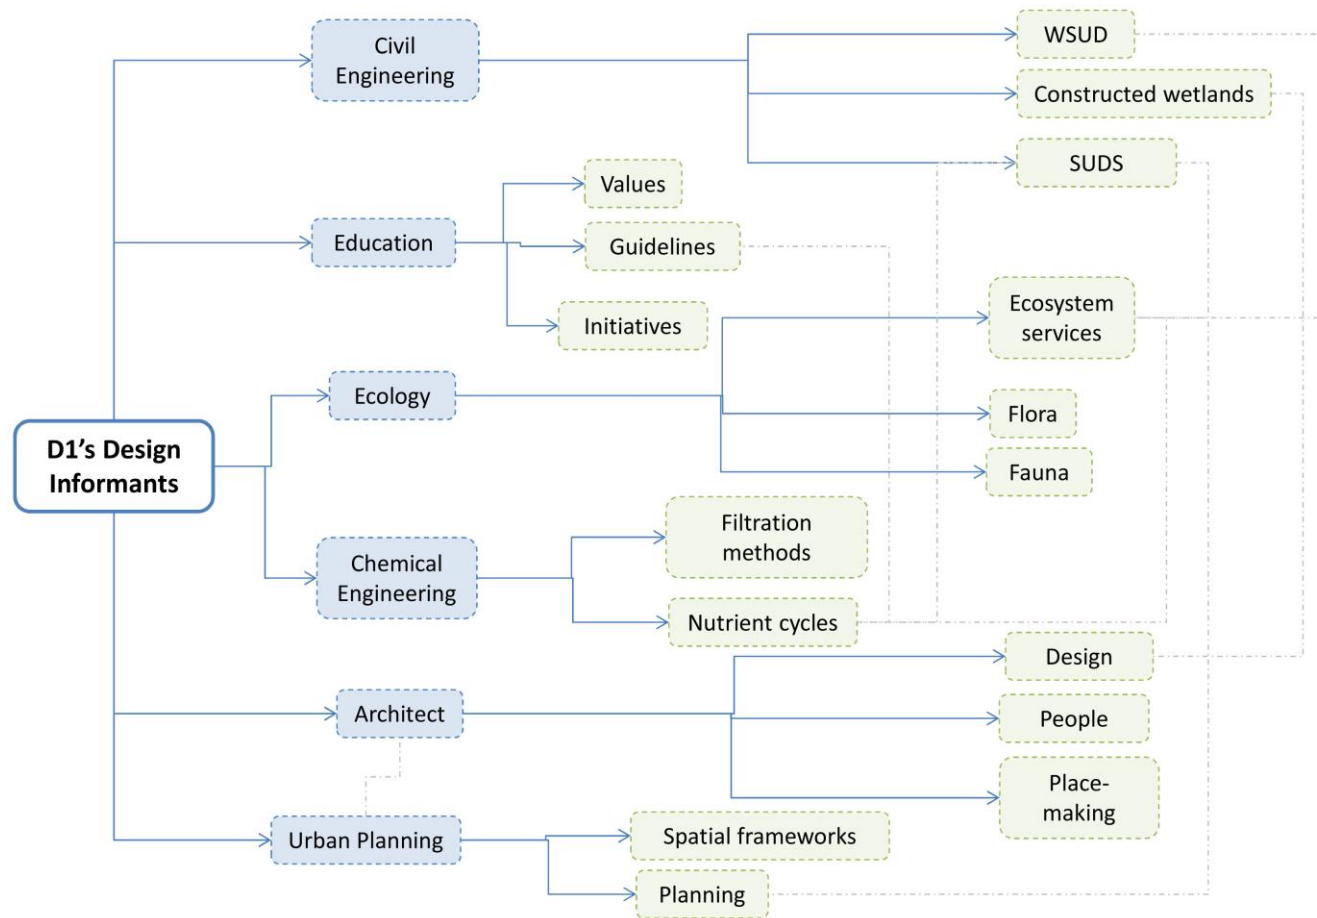 D1's Design
Informants
Civil
Engineering
WSUD
Constructed wetlands
SUDS
Education
Values
Guidelines
Initiatives
Ecology
Ecosystem
services
Flora
Fauna
Chemical
Engineering
Filtration
methods
Nutrient cycles
Architect
Design
People
Place-
making
Urban Planning
Spatial frameworks
Planning